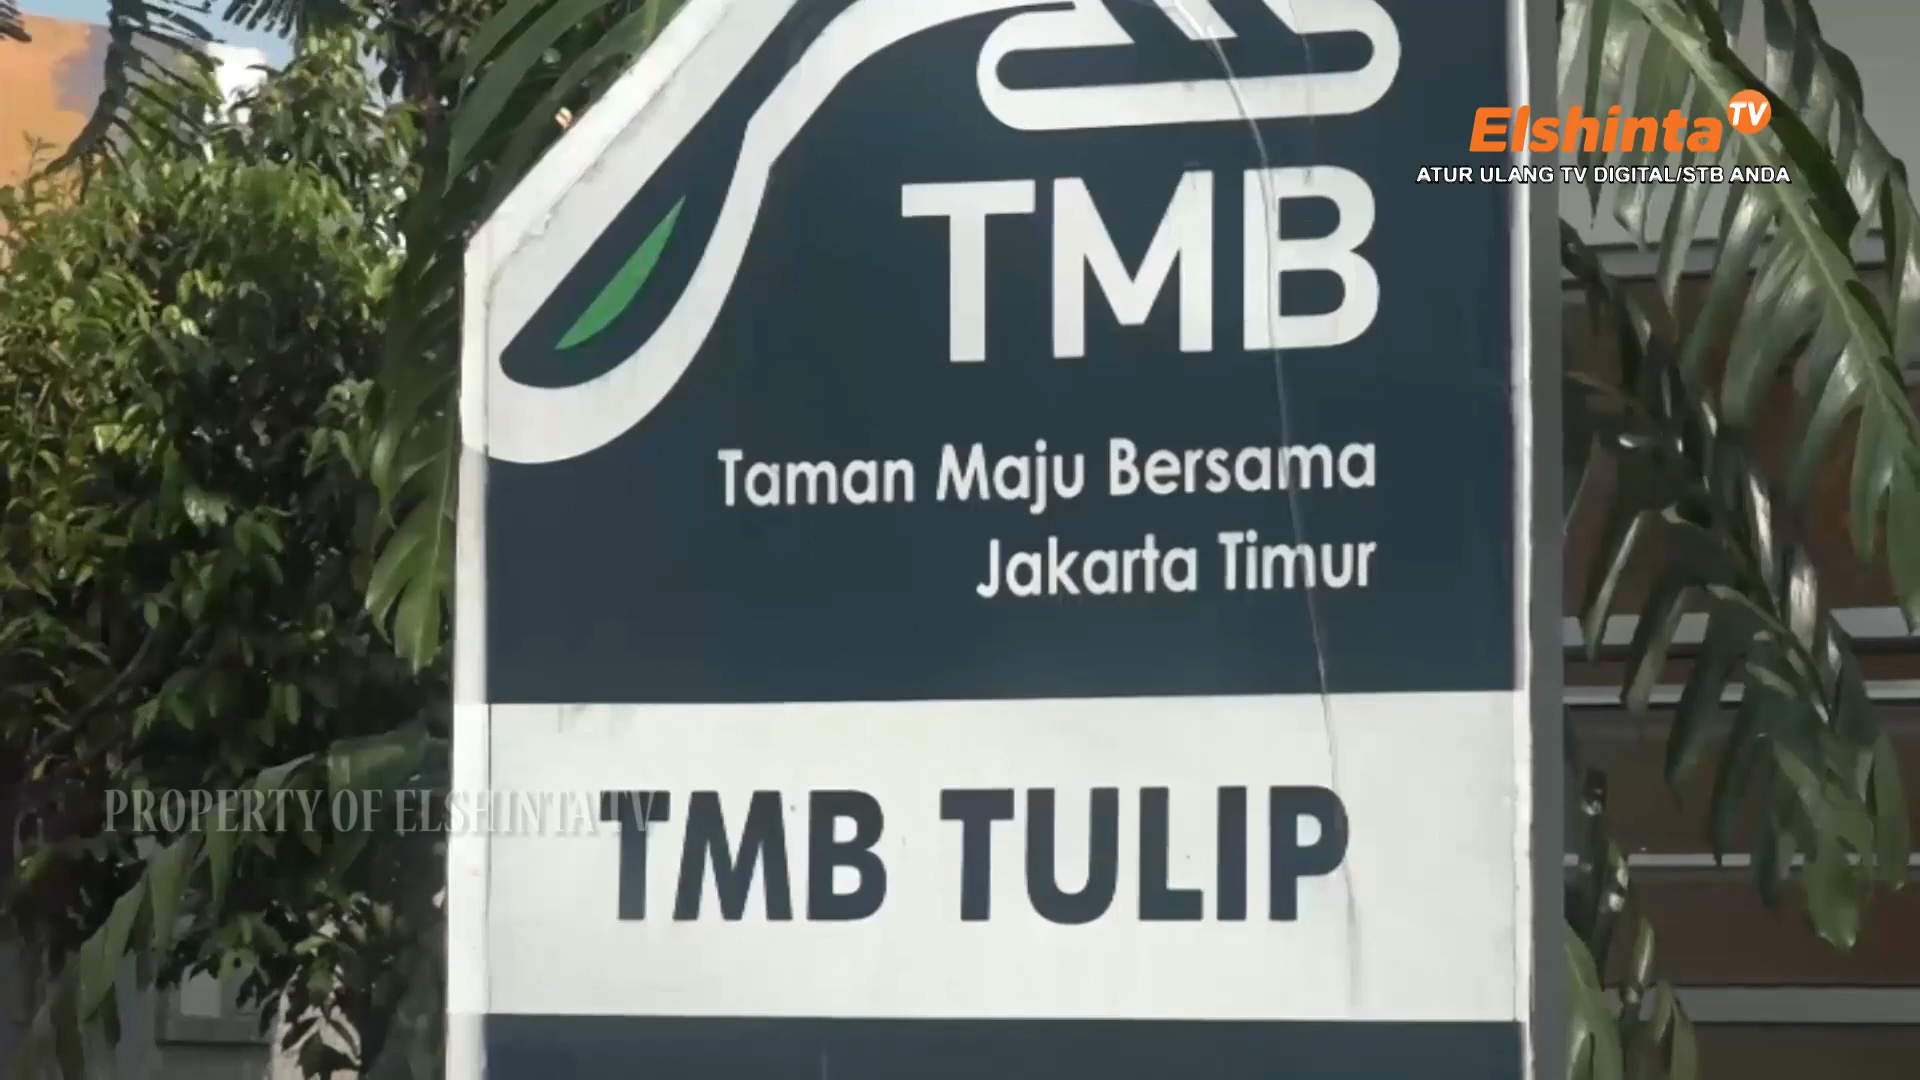 Elshinta TV
ATUR ULANG TV DIGITAL/STB ANDA
TMB
Taman Maju Bersama
Jakarta Timur
PROPERTY OF ELSHINTA TV
TMB TULIP